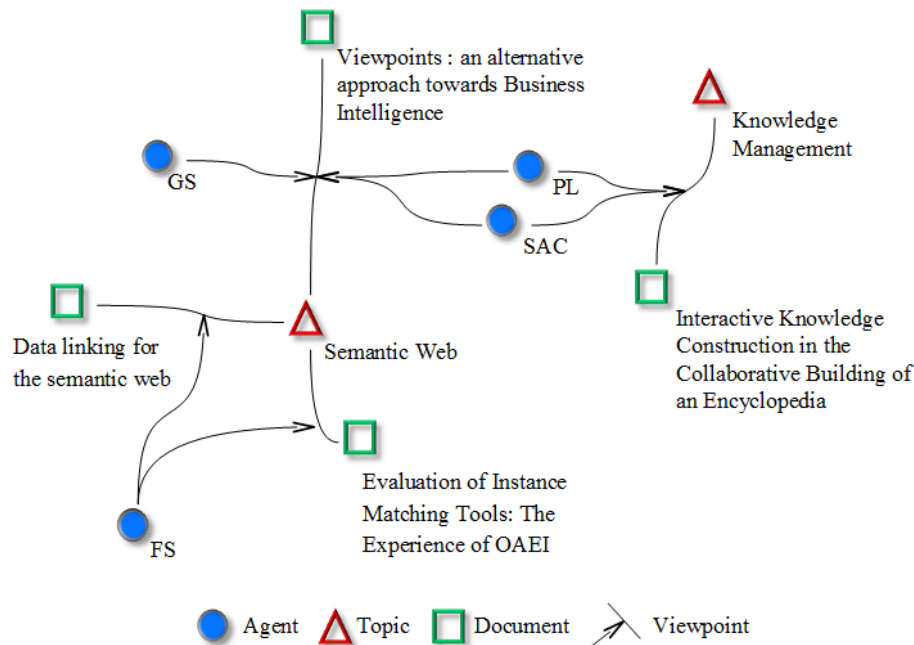 Viewpoints : an alternative
approach towards Business
Intelligence
Knowledge
Management
GS
PL
SAC
Interactive Knowledge
Construction in the
Collaborative Building of
an Encyclopedia
Data linking for
the semantic web
Semantic Web
Evaluation of Instance
Matching Tools: The
Experience of OAEI
FS
Agent Topic Document Viewpoint